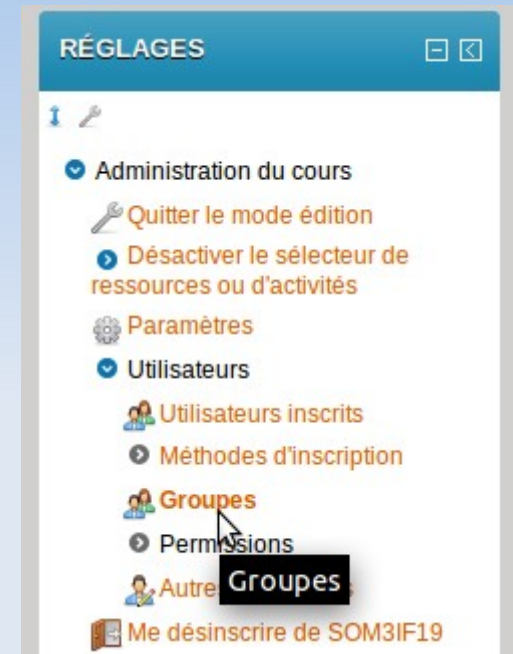 RÉGLAGES
Administration du cours
Quitter le mode édition
Désactiver le sélecteur de
ressources ou d'activités
Paramètres
Utilisateurs
Utilisateurs inscrits
Méthodes d'inscription
Groupes
Permissions
Groupes
Me désinscrire de SOM3IF19